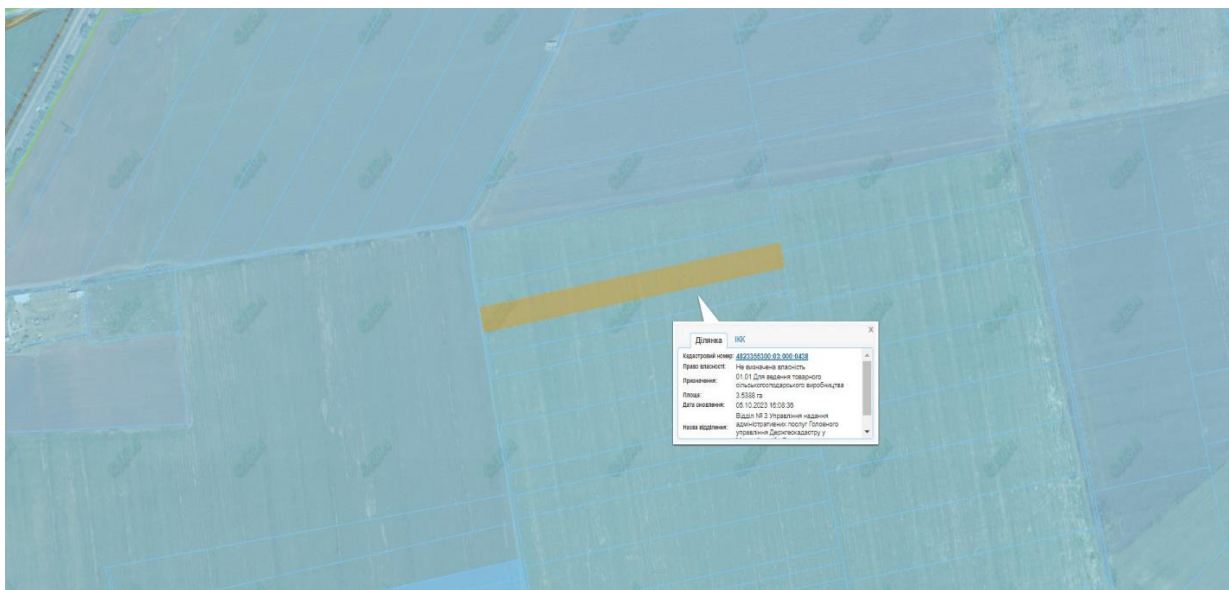 Ділянка ІКК x
Кадастровий номер: 4823355300:03:000:0438
Право власності: Не визначена власність
Призначення: 01.01 Для ведення товарного
сільськогосподарського виробництва
Площа: 3.5388 га
Дата оновлення: 05.10.2023 16:08:36
Назва відділення: Відділ № 3 Управління надання
адміністративних послуг Головного
управління Держгеокадастру у